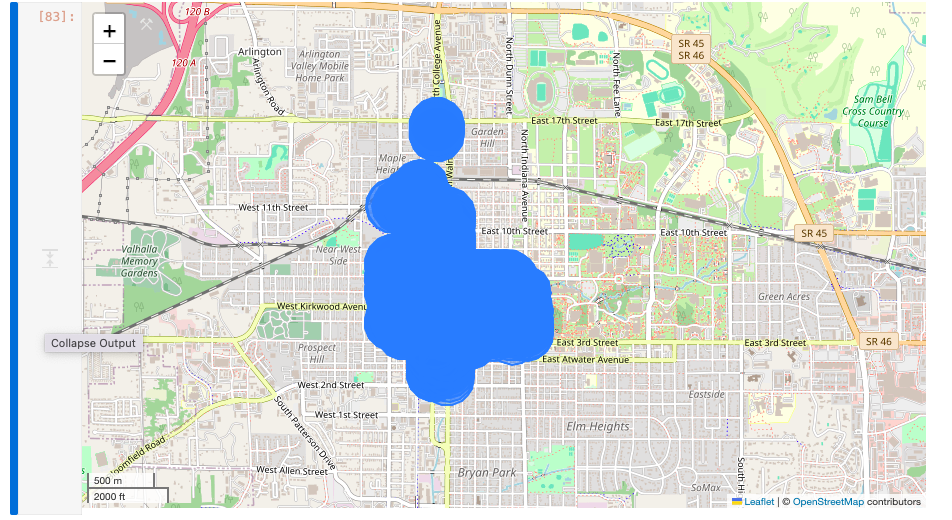 [83]:
+
−
120 B
120 A
Arlington
Arlington Road
Arlington
Valley Mobile
Home Park
th College Avenue
North Dunn Street
North Fee Lane
SR 45
SR 46
Sam Bell
Cross Country
Course
East 17th Street
East 17th Street
Garden
Hill
Maple
North Indiana Avenue
West 11th Street
East 10th Street
East 10th Street
SR 45
Near West
Side
Valhalla
Memory
Gardens
Green Acres
West Kirkwood Avenu
Collapse Output
Prospect
Hill
East 3rd Street
East 3rd Street
SR 46
East Atwater Avenue
West 2nd Street
Eastside
West 1st Street
South Patterson Drive
Elm Heights
oomfield Road
West Allen Street
Bryan Park
South Hi
SoMax
500 m
2000 ft
Leaflet | © OpenStreetMap contributors